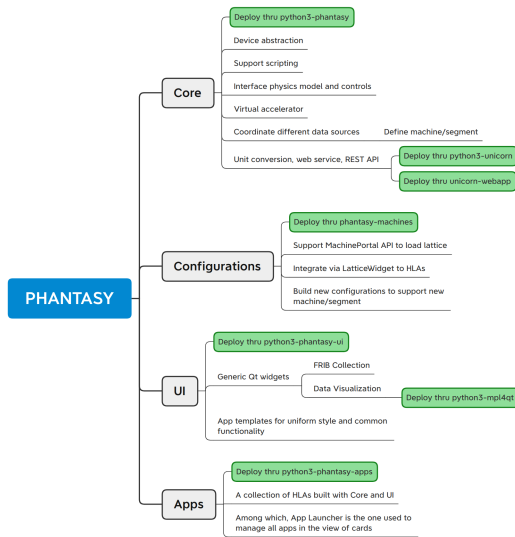 Deploy thru python3-phantasy
Device abstraction
Support scripting
Core
Interface physics model and controls
Virtual accelerator
Coordinate different data sources
Define machine/segment
Unit conversion, web service, REST API
Deploy thru python3-unicorn
Deploy thru unicorn-webapp
Deploy thru phantasy-machines
Support MachinePortal API to load lattice
Configurations
Integrate via LatticeWidget to HLAs
Build new configurations to support new
machine/segment
PHANTASY
Deploy thru python3-phantasy-ui
Generic Qt widgets
FRIB Collection
Data Visualization
Deploy thru python3-mpl4qt
UI
App templates for uniform style and common
functionality
Deploy thru python3-phantasy-apps
A collection of HLAs built with Core and UI
Apps
Among which, App Launcher is the one used to
manage all apps in the view of cards